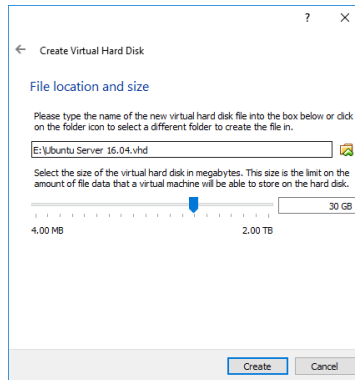 ?
Create Virtual Hard Disk
File location and size
Please type the name of the new virtual hard disk file into the box below or click
on the folder icon to select a different folder to create the file in.
E:\Ubuntu Server 16.04.vhd
Select the size of the virtual hard disk in megabytes. This size is the limit on the
amount of file data that a virtual machine will be able to store on the hard disk.
30 GB
4.00 MB 2.00 TB
Create Cancel